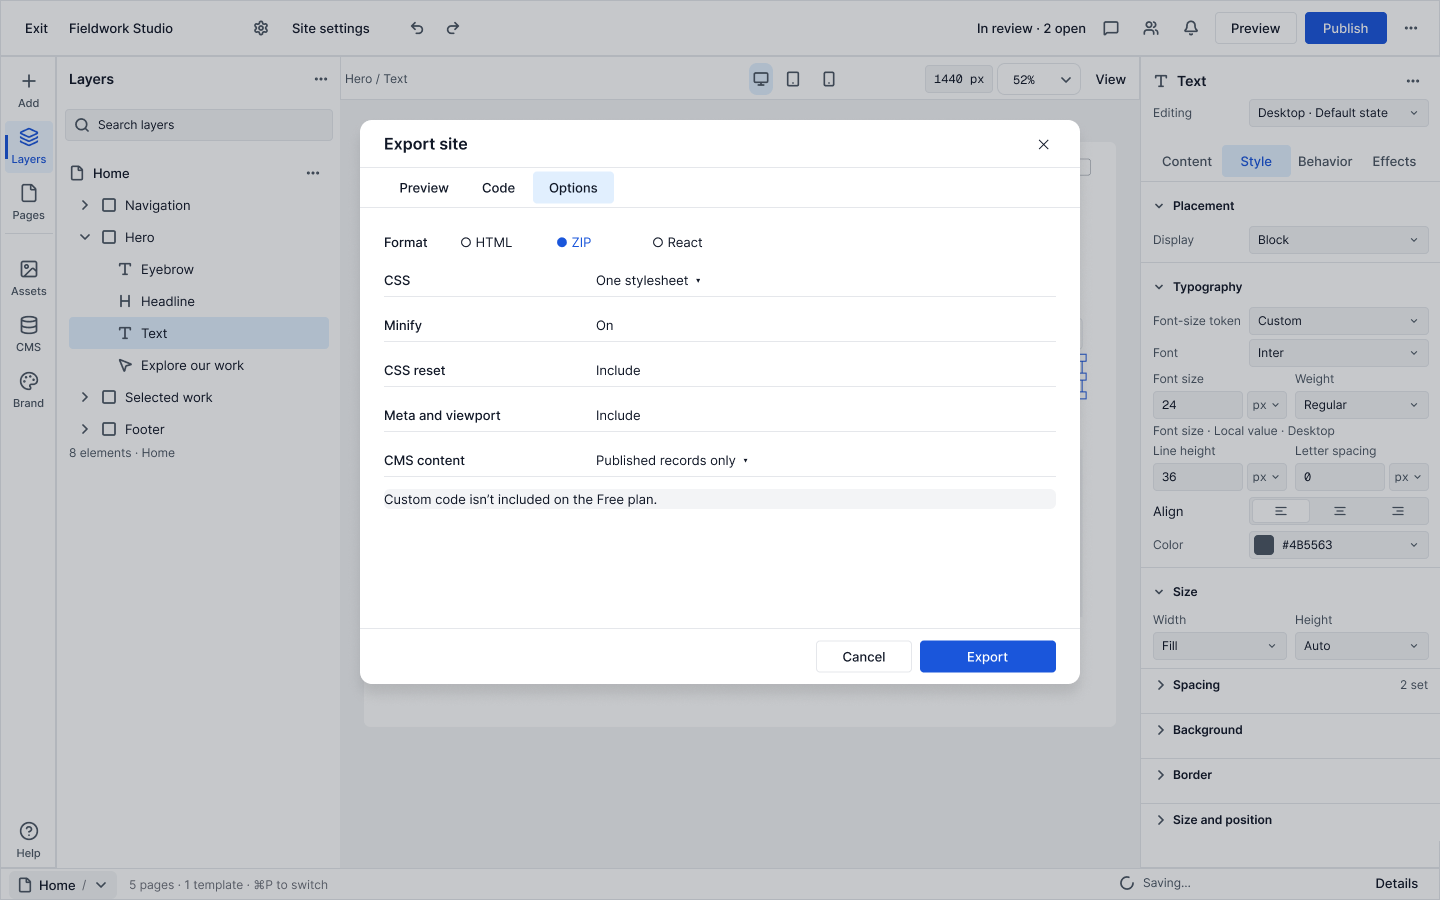 Exit
Fieldwork Studio
Site settings
In review · 2 open
Preview
Publish
Add
Layers
Pages
Assets
CMS
Brand
Help
Layers
Search layers
Home
Navigation
Hero
Eyebrow
Headline
Text
Explore our work
Selected work
Footer
8 elements · Home
Hero / Text
1440 px
52%
View
Export site
Preview
Code
Options
Format
HTML
ZIP
React
CSS
One stylesheet
Minify
On
CSS reset
Include
Meta and viewport
Include
CMS content
Published records only
Custom code isn’t included on the Free plan.
Cancel
Export
Text
Editing
Desktop · Default state
Content
Style
Behavior
Effects
Placement
Display
Block
Typography
Font-size token
Custom
Font
Inter
Font size
Weight
24
px
Regular
Font size · Local value · Desktop
Line height
Letter spacing
36
px
0
px
Align
Color
#4B5563
Size
Width
Height
Fill
Auto
Spacing
2 set
Background
Border
Size and position
Home /
5 pages · 1 template · ⌘P to switch
Saving...
Details